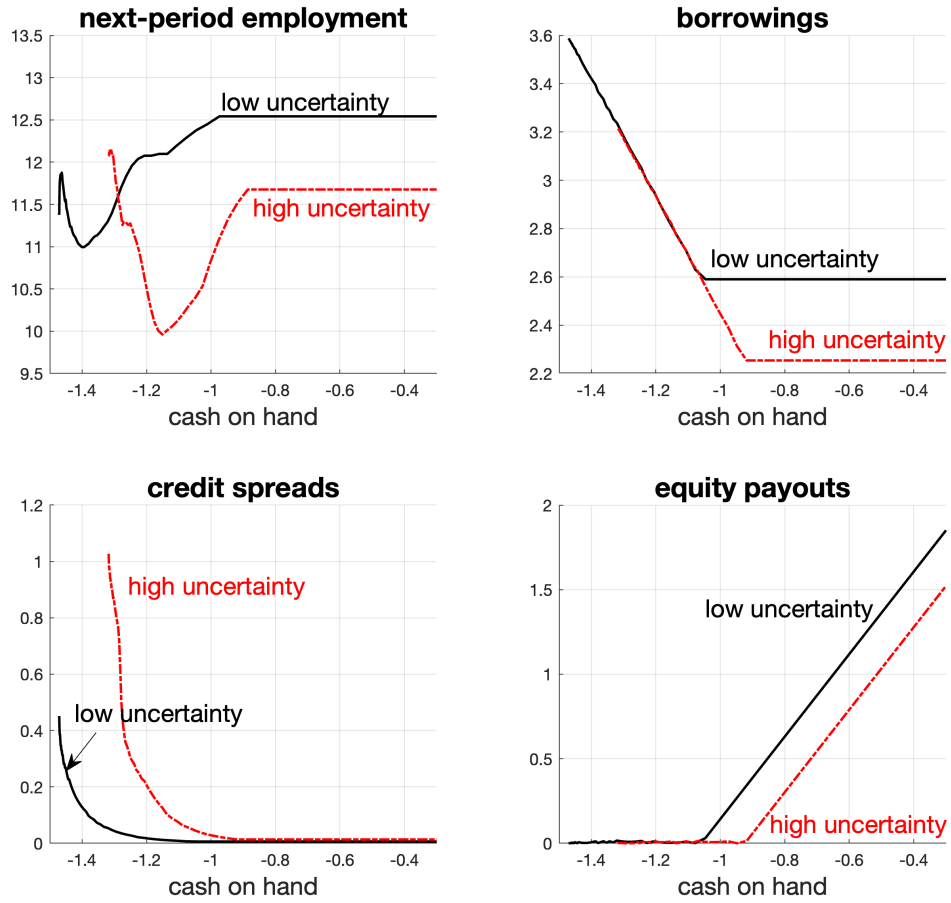 next-period employment
13.5
13
12.5
12
11.5
11
10.5
10
9.5
low uncertainty
high uncertainty
-1.4 -1.2 -1 -0.8 -0.6 -0.4
cash on hand
borrowings
3.6
3.4
3.2
3
2.8
2.6
2.4
2.2
low uncertainty
high uncertainty
-1.4 -1.2 -1 -0.8 -0.6 -0.4
cash on hand
credit spreads
1.2
1
0.8
0.6
0.4
0.2
0
high uncertainty
low uncertainty
-1.4 -1.2 -1 -0.8 -0.6 -0.4
cash on hand
equity payouts
2
1.5
1
0.5
0
low uncertainty
high uncertainty
-1.4 -1.2 -1 -0.8 -0.6 -0.4
cash on hand